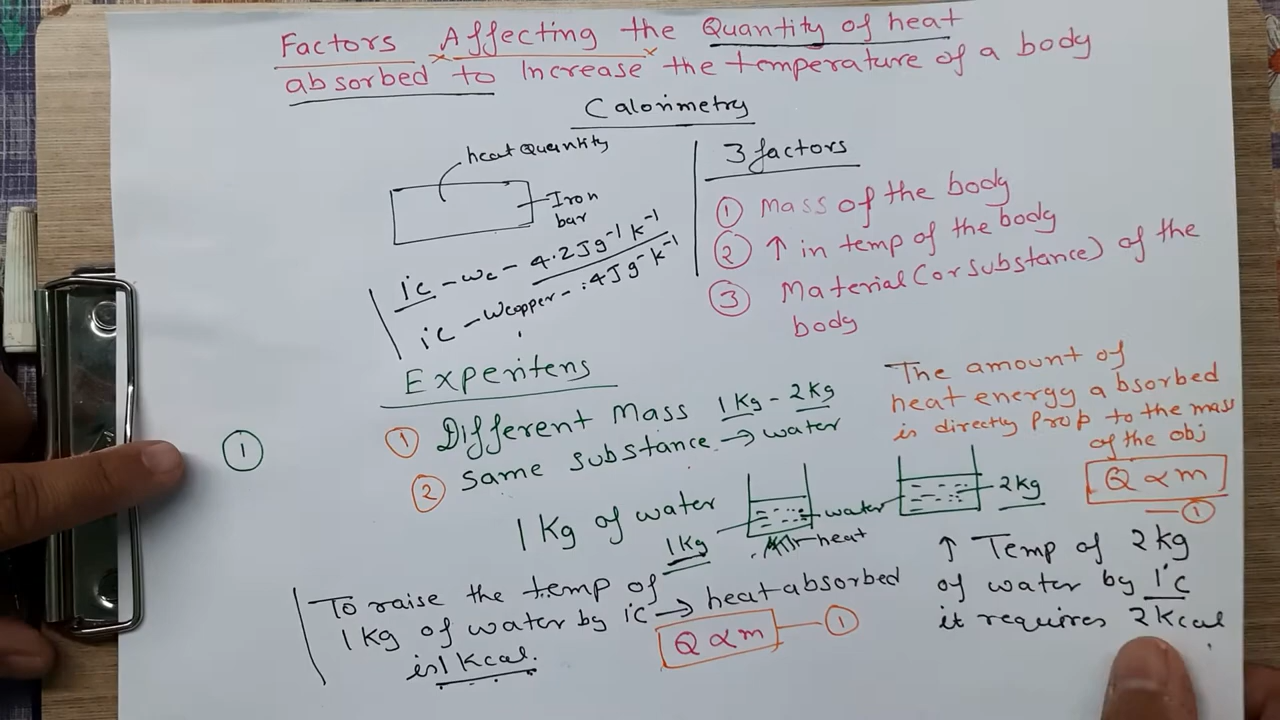 Factors Affecting the Quantity of heat
absorbed to Increase the temperature of a body
Calorimetry
heat Quantity
Iron
bar
1°c - wc - 4.2 J g⁻¹ k⁻¹
1°c - wcopper - .4 J g⁻ k⁻¹
3 factors
① Mass of the body
② ↑ in temp of the body
③ Material (or substance) of the
body
Experitens
① Different Mass 1 Kg - 2 Kg
② same substance → water
①
The amount of
heat energy absorbed
is directly prop to the mass
of the obj
Q ∝ m
①
1 Kg of water
1 Kg
water
heat
2 kg
To raise the temp of
1 kg of water by 1°c → heat absorbed
is 1 Kcal.
Q ∝ m ①
↑ Temp of 2 kg
of water by 1°c
it requires 2 Kcal